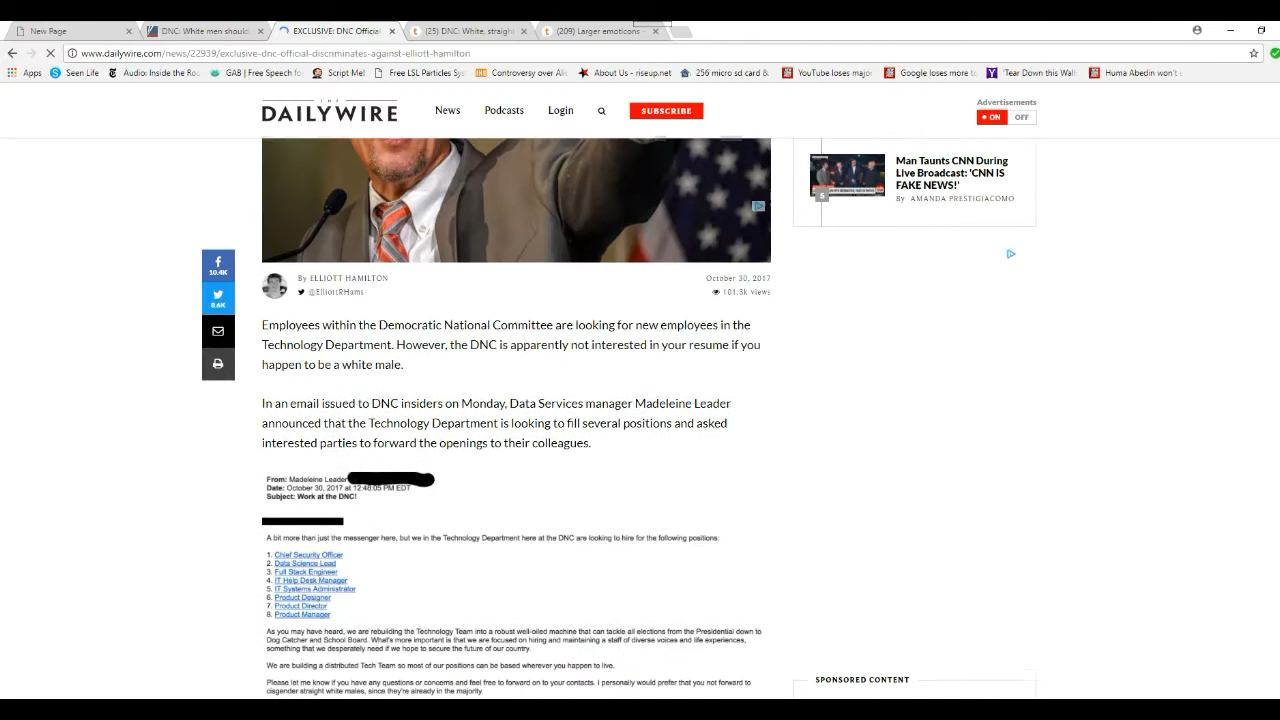 New Page
DNC: White men shoul
EXCLUSIVE: DNC Official
(25) DNC: White, straigh
(209) Larger emoticons -
www.dailywire.com/news/22939/exclusive-dnc-official-discriminates-against-elliott-hamilton
Apps
Seen Life
Audio: Inside the Ro
GAB | Free Speech fo
Script Me!
Free LSL Particles Sy
Controversy over Al
About Us - riseup.net
256 micro sd card &
YouTube loses majo
Google loses more t
'Tear Down this Wall
Huma Abedin won't
THE
DAILYWIRE
News
Podcasts
Login
SUBSCRIBE
Advertisements
ON OFF
Man Taunts CNN During
Live Broadcast: 'CNN IS
FAKE NEWS!'
5
By AMANDA PRESTIGIACOMO
10.4K
8.6K
By ELLIOTT HAMILTON
@ElliottRHams
October 30, 2017
101.3k views
Employees within the Democratic National Committee are looking for new employees in the
Technology Department. However, the DNC is apparently not interested in your resume if you
happen to be a white male.
In an email issued to DNC insiders on Monday, Data Services manager Madeleine Leader
announced that the Technology Department is looking to fill several positions and asked
interested parties to forward the openings to their colleagues.
From: Madeleine Leader
Date: October 30, 2017 at 12:48:05 PM EDT
Subject: Work at the DNC!
A bit more than just the messenger here, but we in the Technology Department here at the DNC are looking to hire for the following positions:
1. Chief Security Officer
2. Data Science Lead
3. Full Stack Engineer
4. IT Help Desk Manager
5. IT Systems Administrator
6. Product Designer
7. Product Director
8. Product Manager
As you may have heard, we are rebuilding the Technology Team into a robust well-oiled machine that can tackle all elections from the Presidential down to
Dog Catcher and School Board. What's more important is that we are focused on hiring and maintaining a staff of diverse voices and life experiences,
something that we desperately need if we hope to secure the future of our country.
We are building a distributed Tech Team so most of our positions can be based wherever you happen to live.
Please let me know if you have any questions or concerns and feel free to forward on to your contacts. I personally would prefer that you not forward to
cisgender straight white males, since they're already in the majority.
SPONSORED CONTENT